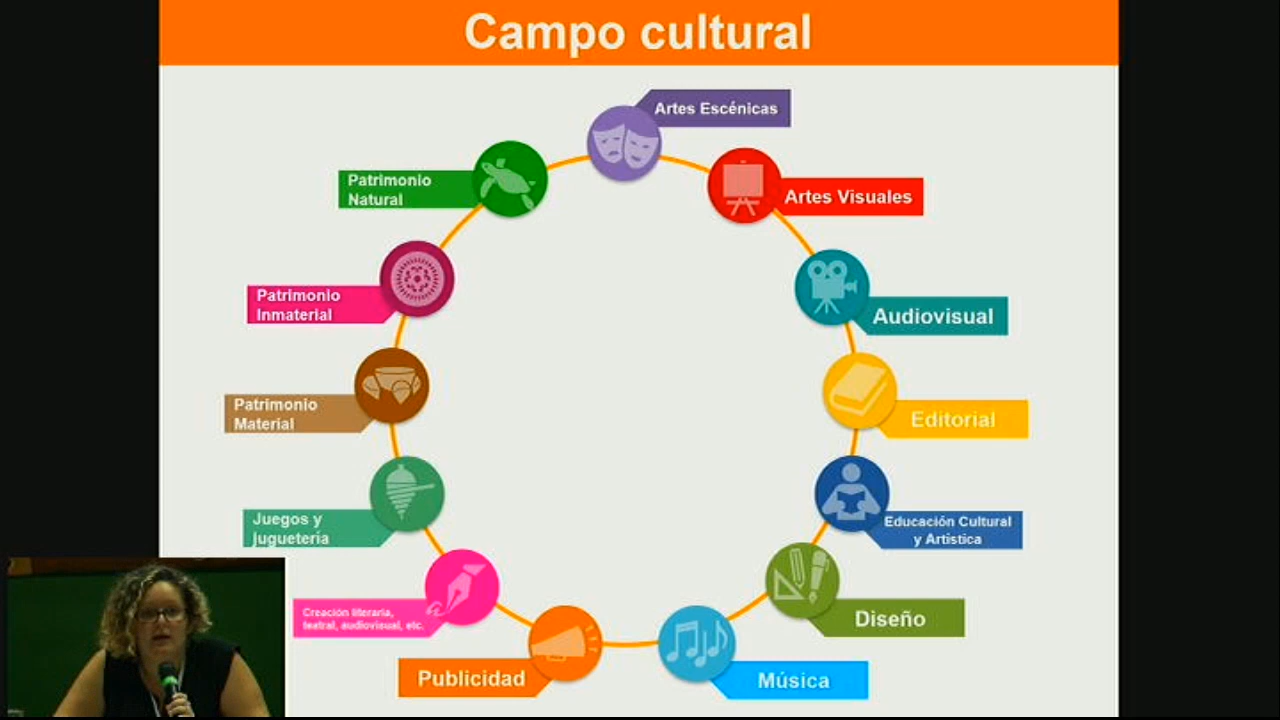 Campo cultural
Artes Escénicas
Artes Visuales
Audiovisual
Editorial
Educación Cultural
y Artistica
Diseño
Música
Publicidad
Creación literaria,
teatral, audiovisual, etc.
Juegos y
juguetería
Patrimonio
Material
Patrimonio
Inmaterial
Patrimonio
Natural